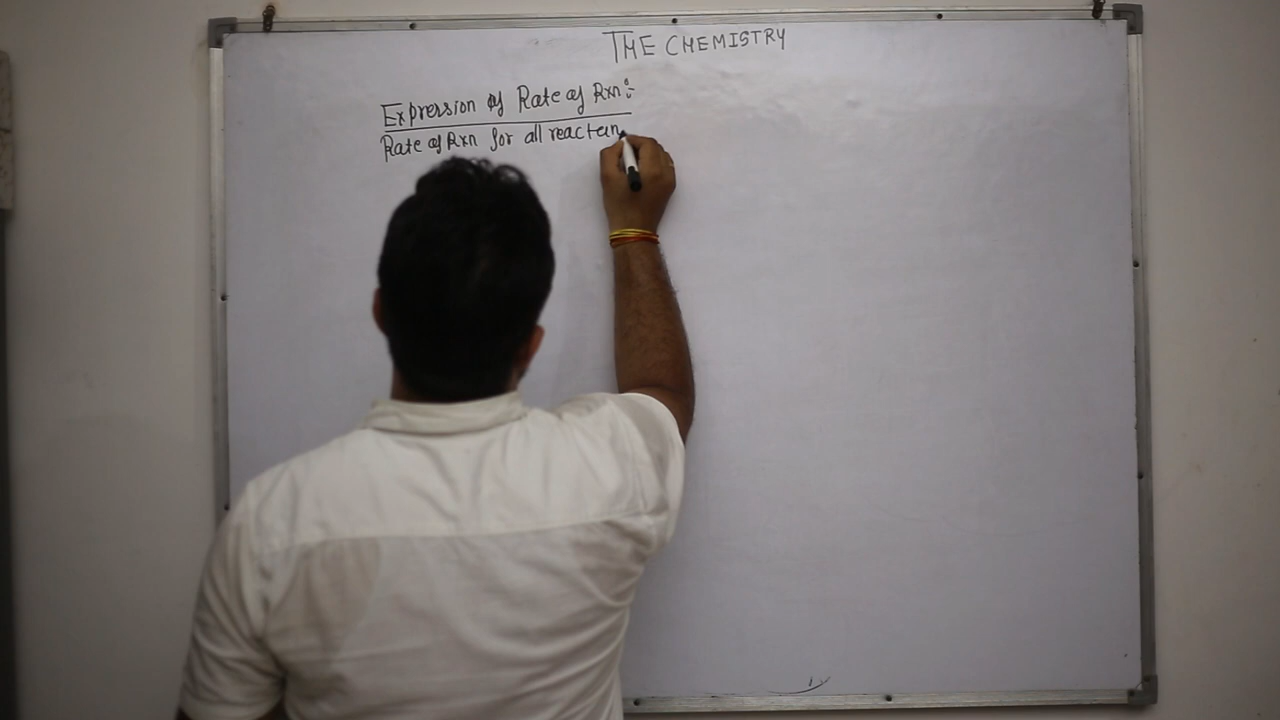 THE CHEMISTRY
Expression of Rate of Rxn:-
Rate of Rxn for all reactan